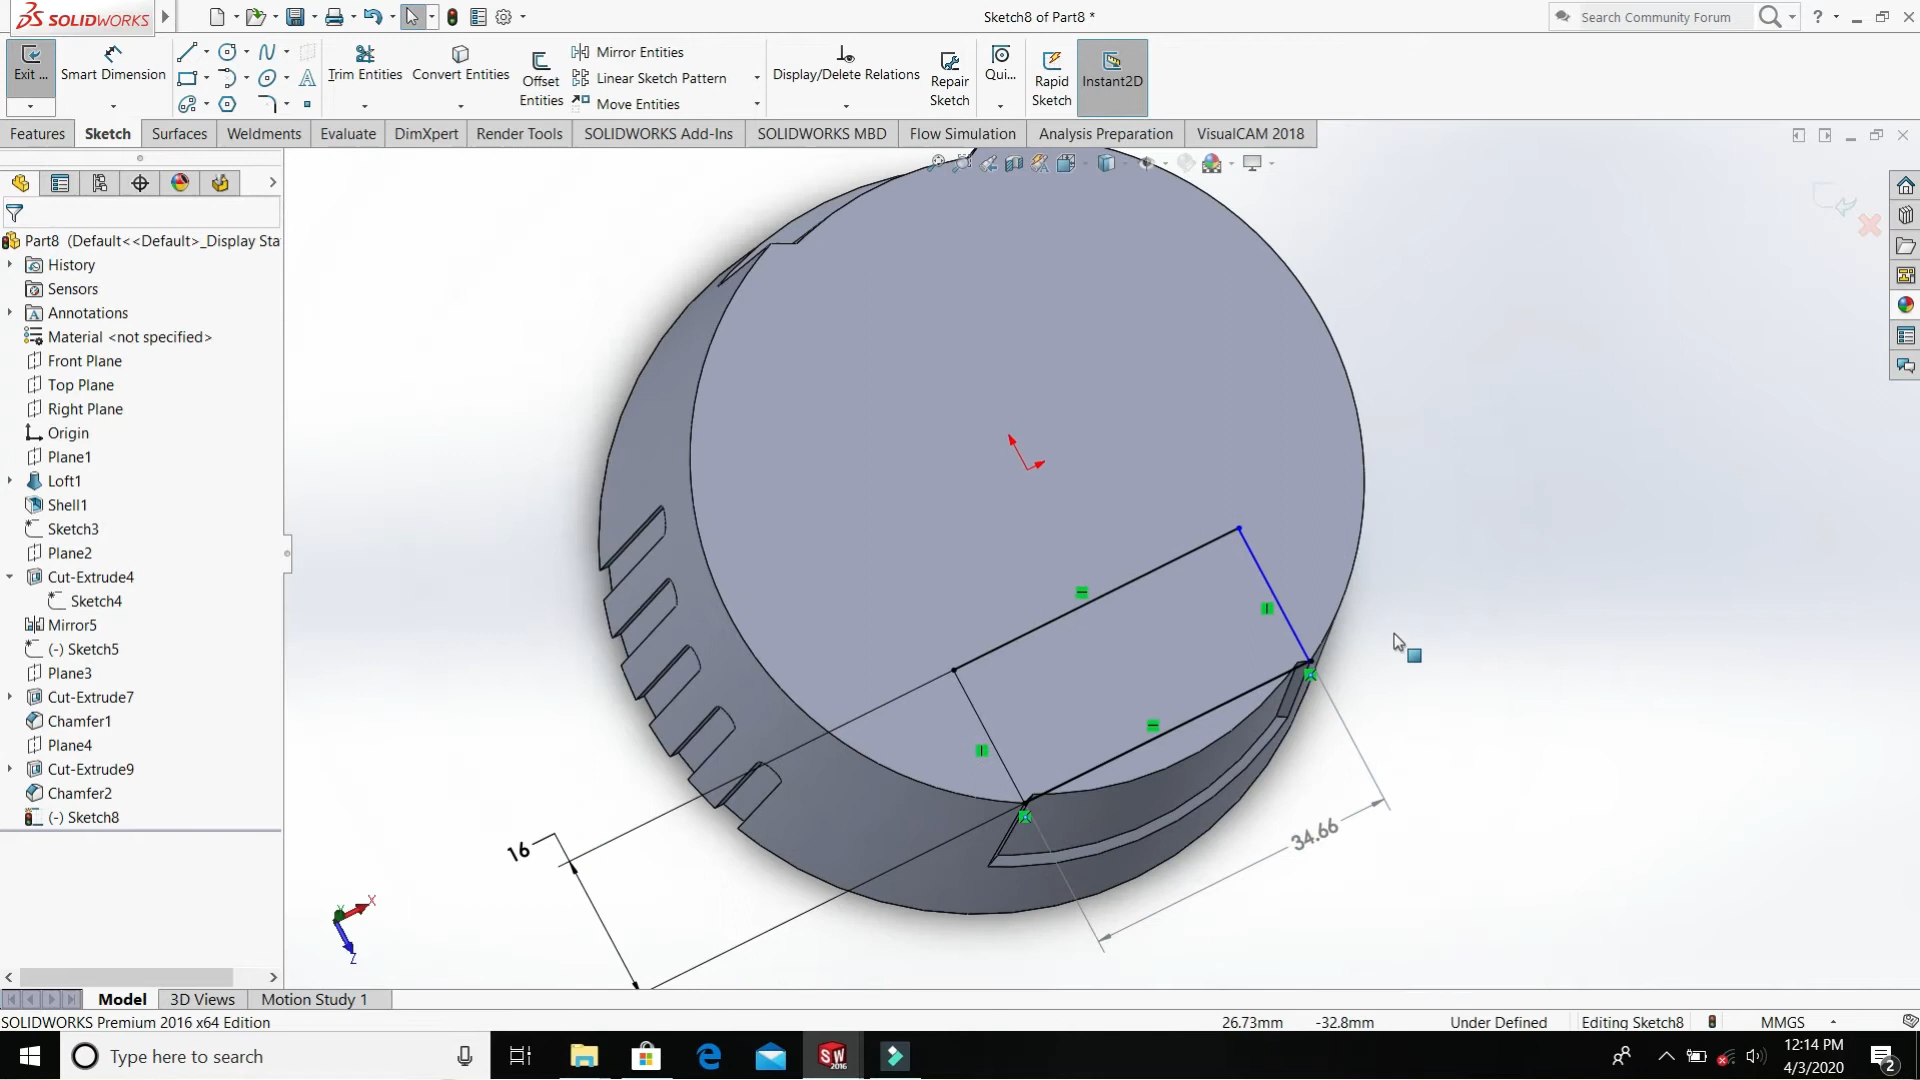 SOLIDWORKS
Sketch8 of Part8 *
Search Community Forum
?
Exit ...
Smart Dimension
Trim Entities
Convert Entities
Offset
Entities
Mirror Entities
Linear Sketch Pattern
Move Entities
Display/Delete Relations
Repair
Sketch
Qui...
Rapid
Sketch
Instant2D
Features
Sketch
Surfaces
Weldments
Evaluate
DimXpert
Render Tools
SOLIDWORKS Add-Ins
SOLIDWORKS MBD
Flow Simulation
Analysis Preparation
VisualCAM 2018
Part8 (Default<<Default>_Display Sta
History
Sensors
Annotations
Material <not specified>
Front Plane
Top Plane
Right Plane
Origin
Plane1
Loft1
Shell1
Sketch3
Plane2
Cut-Extrude4
Sketch4
Mirror5
(-) Sketch5
Plane3
Cut-Extrude7
Chamfer1
Plane4
Cut-Extrude9
Chamfer2
(-) Sketch8
16
34.66
X
Y
Z
Model
3D Views
Motion Study 1
SOLIDWORKS Premium 2016 x64 Edition
26.73mm
-32.8mm
Under Defined
Editing Sketch8
MMGS
Type here to search
SW
2016
12:14 PM
4/3/2020
2